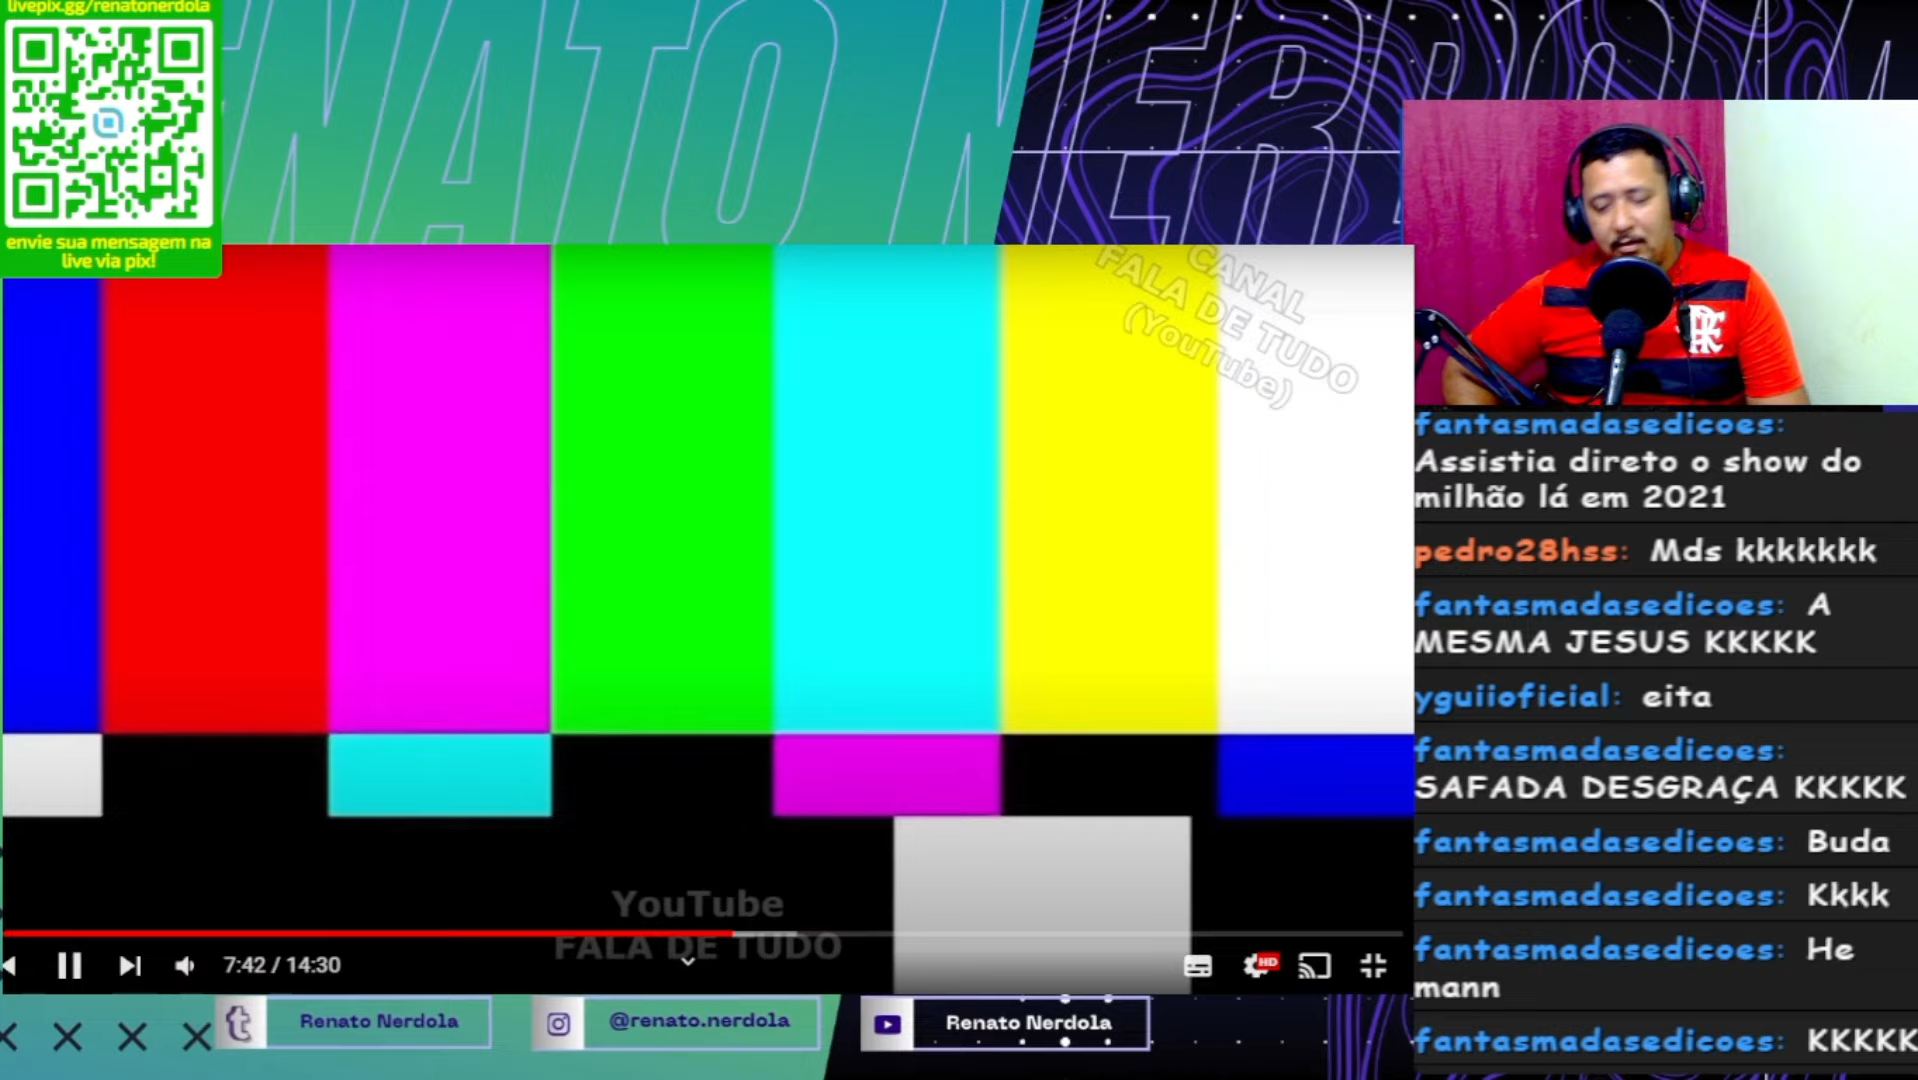 livepix.gg/renatonerdola
envie sua mensagem na
live via pix!
NATO NERDOLA
CANAL
FALA DE TUDO
(YouTube)
fantasmadasedicoes:
Assistia direto o show do
milhão lá em 2021
pedro28hss: Mds kkkkkkk
fantasmadasedicoes: A
MESMA JESUS KKKKK
yguiioficial: eita
fantasmadasedicoes:
SAFADA DESGRAÇA KKKKK
fantasmadasedicoes: Buda
fantasmadasedicoes: Kkkk
fantasmadasedicoes: He
mann
fantasmadasedicoes: KKKKK
YouTube
FALA DE TUDO
7:42 / 14:30
HD
Renato Nerdola
@renato.nerdola
Renato Nerdola